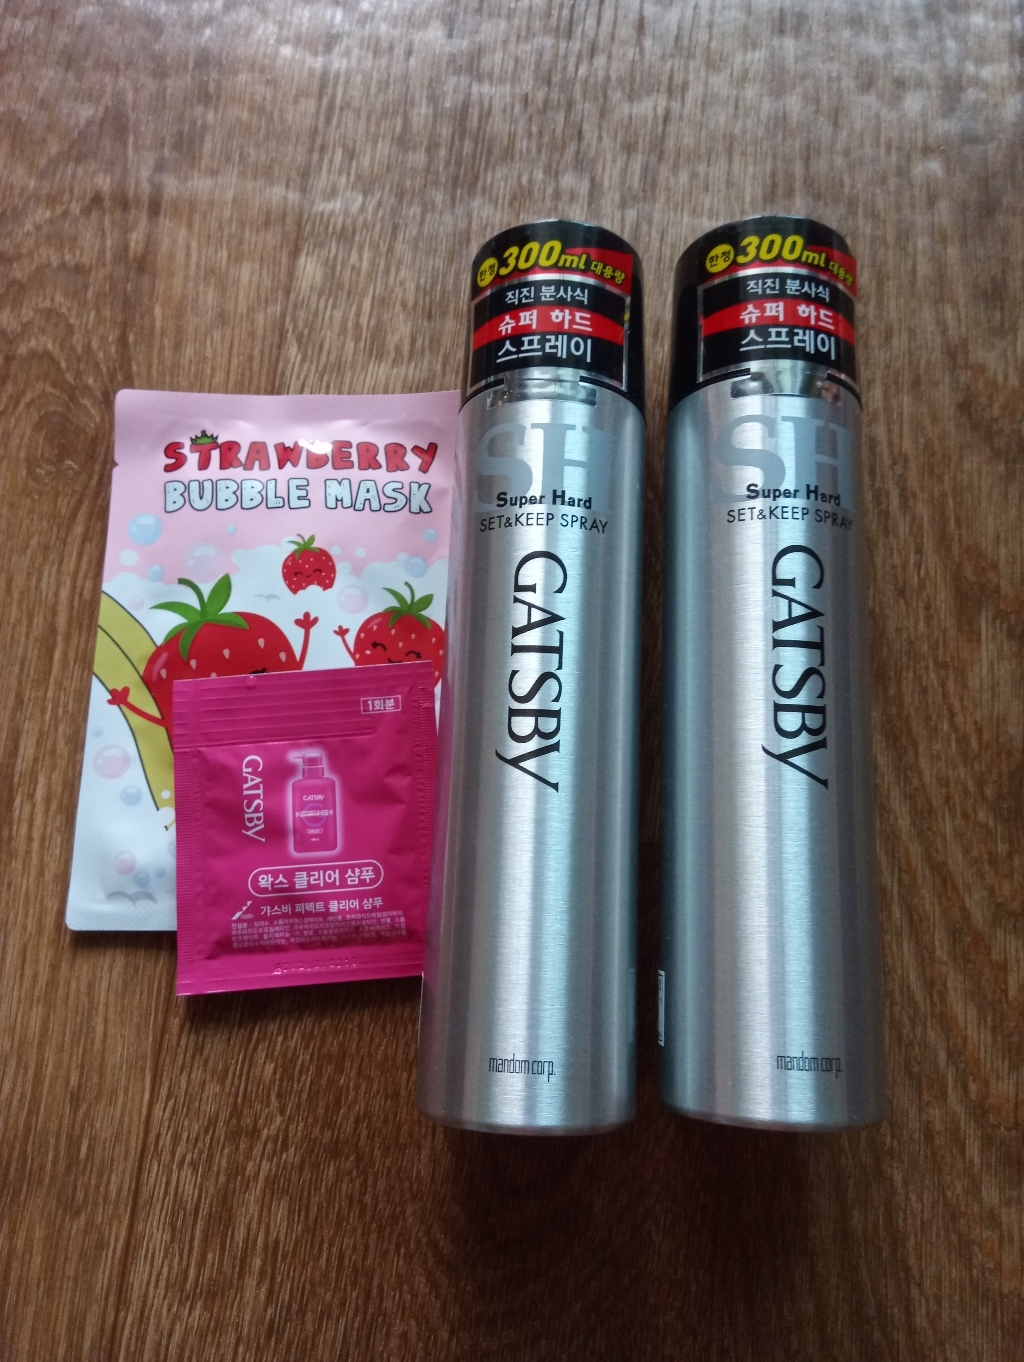 STRAWBERRY
BUBBLE MASK
1회분
GATSBY
GATSBY
왁스 클리어 샴푸
mandom
갸스비 퍼펙트 클리어 샴푸
한정 300ml 대용량
직진 분사식
슈퍼 하드
스프레이
SH
Super Hard
SET&KEEP SPRAY
GATSBY
mandom corp.
한정 300ml 대용량
직진 분사식
슈퍼 하드
스프레이
SH
Super Hard
SET&KEEP SPRAY
GATSBY
mandom corp.